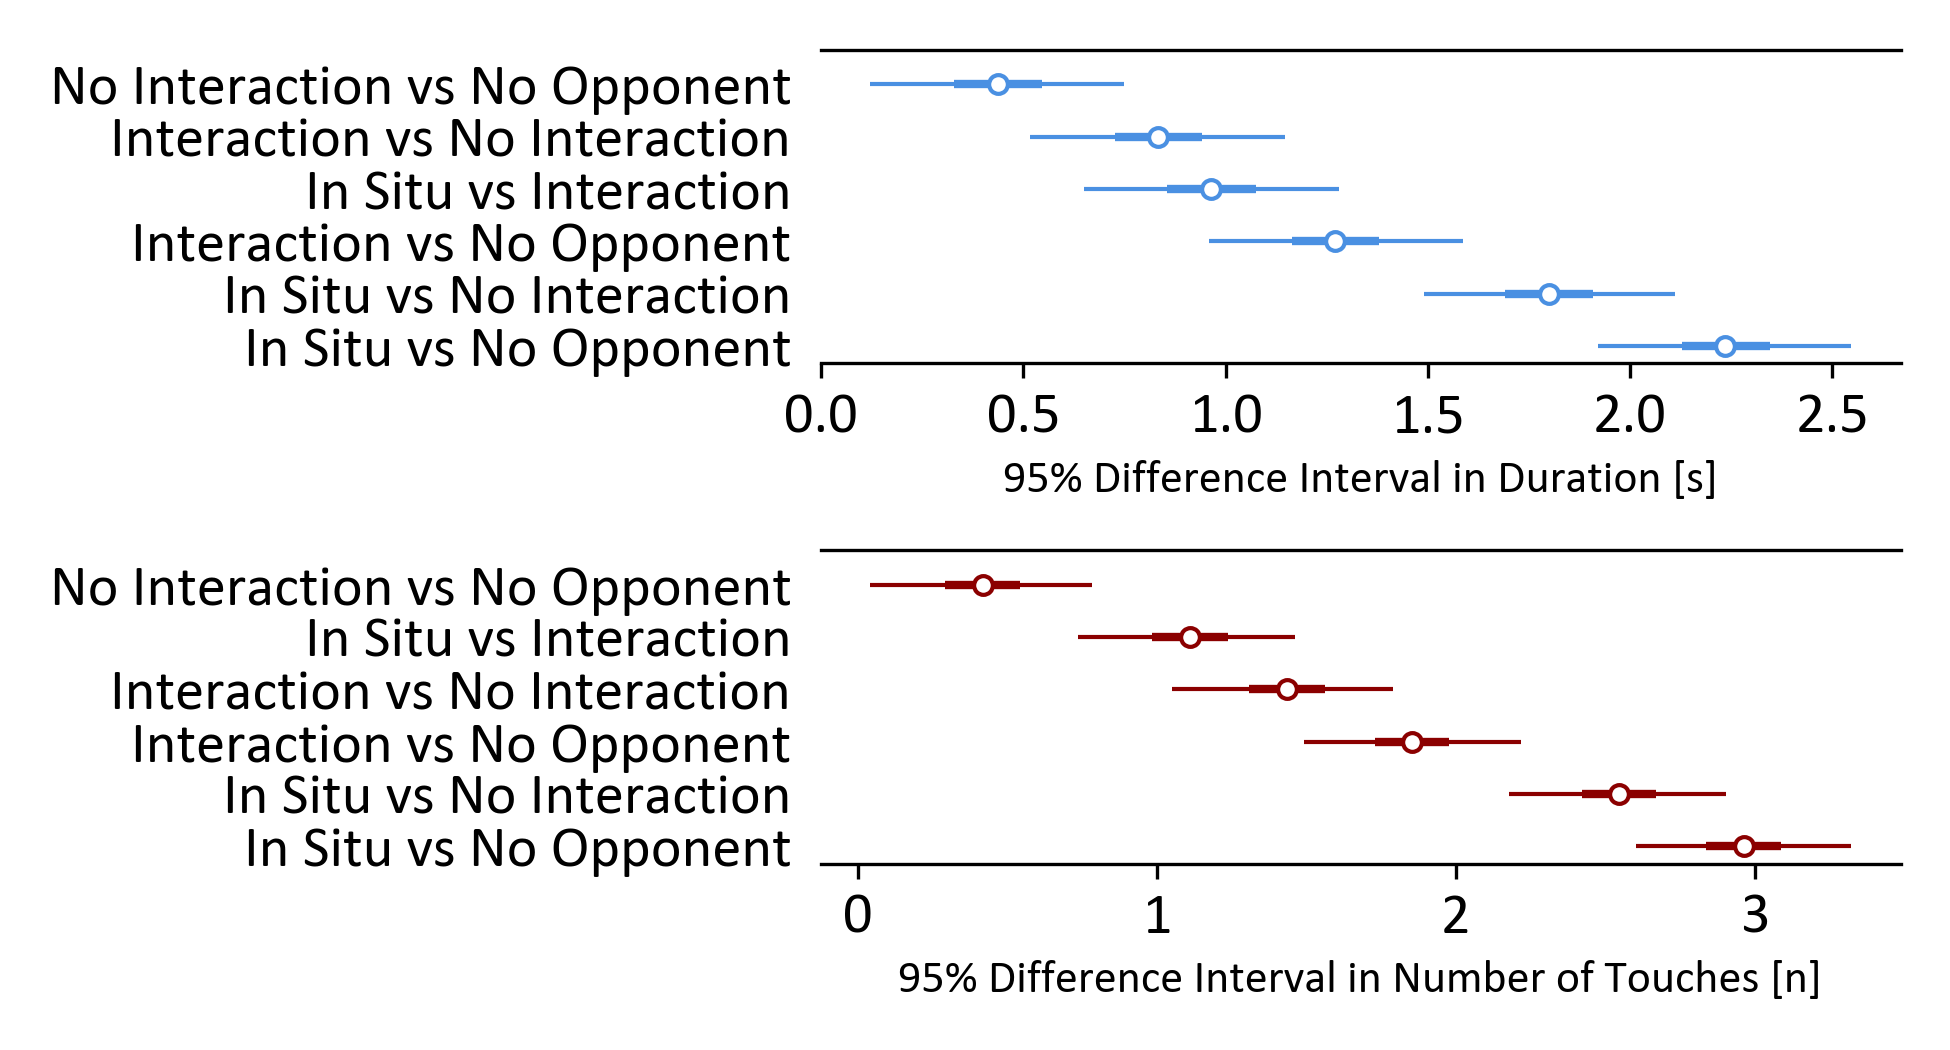 No Interaction vs No Opponent
Interaction vs No Interaction
In Situ vs Interaction
Interaction vs No Opponent
In Situ vs No Interaction
In Situ vs No Opponent
0.0 0.5 1.0 1.5 2.0 2.5
95% Difference Interval in Duration [s]
No Interaction vs No Opponent
In Situ vs Interaction
Interaction vs No Interaction
Interaction vs No Opponent
In Situ vs No Interaction
In Situ vs No Opponent
0 1 2 3
95% Difference Interval in Number of Touches [n]